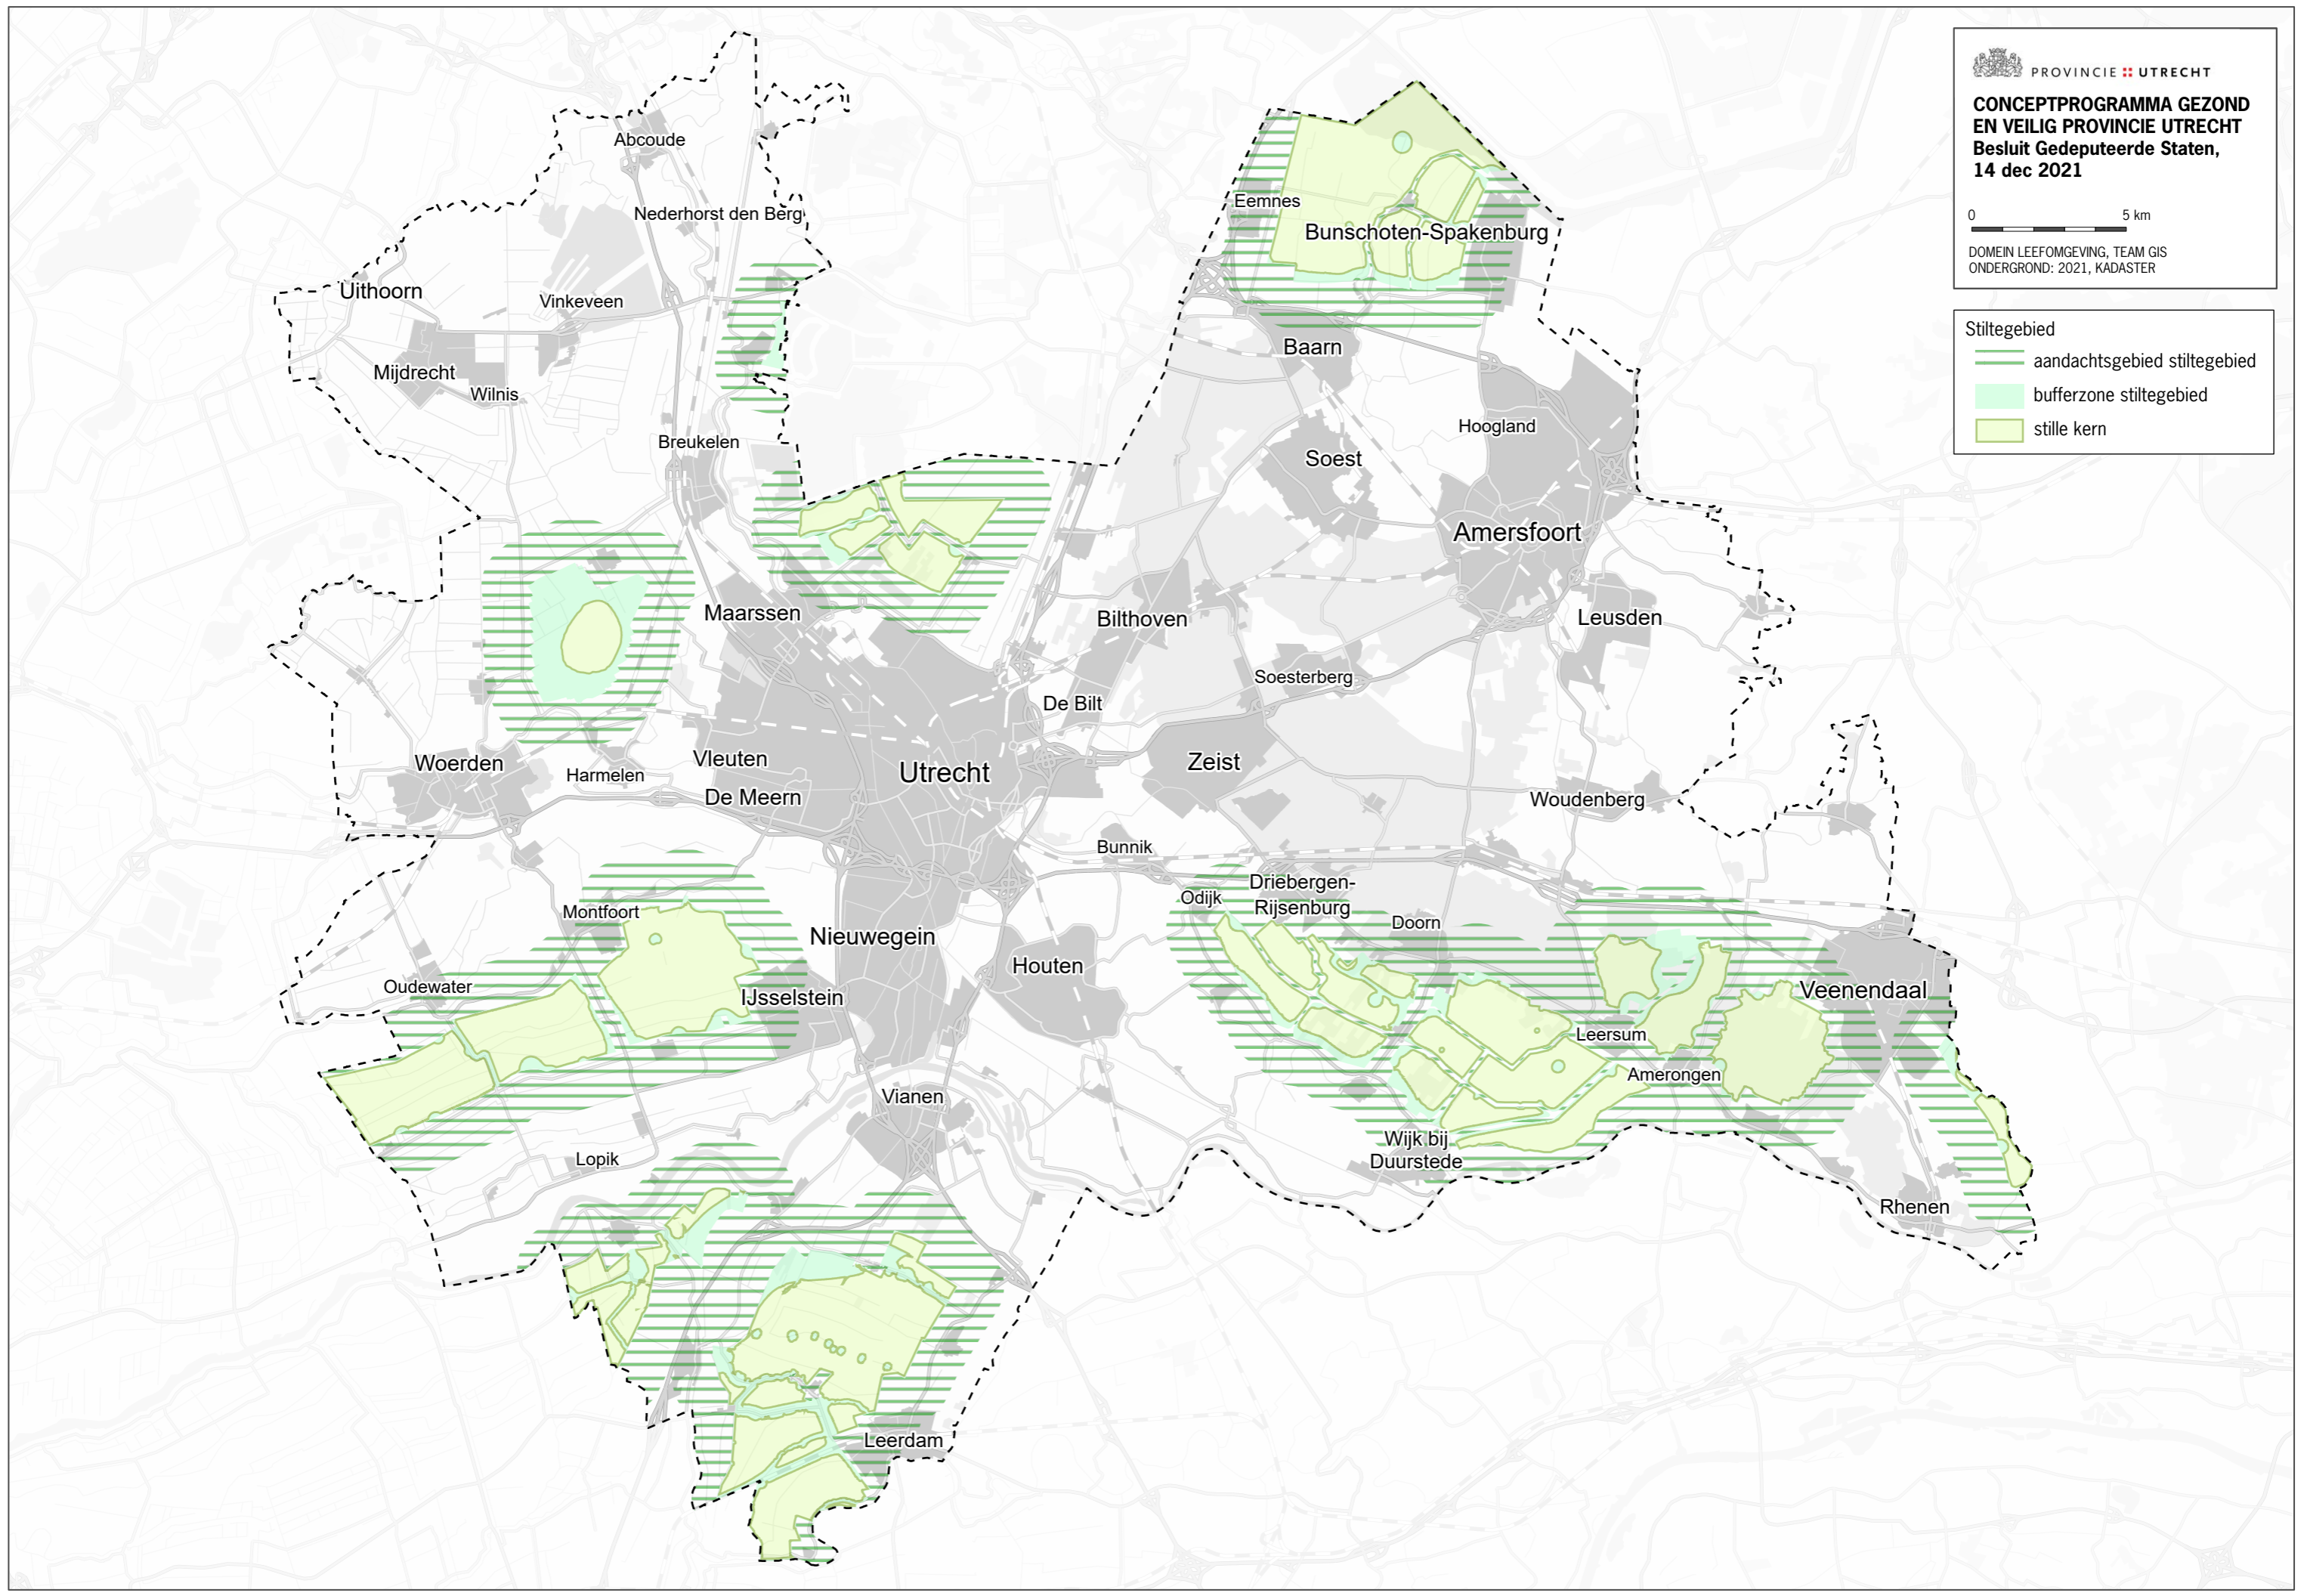 PROVINCIE UTRECHT
CONCEPTPROGRAMMA GEZOND
EN VEILIG PROVINCIE UTRECHT
Besluit Gedeputeerde Staten,
14 dec 2021
0 5 km
DOMEIN LEEFOMGEVING, TEAM GIS
ONDERGROND: 2021, KADASTER
Stiltegebied
aandachtsgebied stiltegebied
bufferzone stiltegebied
stille kern
Abcoude
Nederhorst den Berg
Eemnes
Bunschoten-Spakenburg
Uithoorn
Vinkeveen
Baarn
Mijdrecht
Wilnis
Hoogland
Breukelen
Soest
Amersfoort
Maarssen
Bilthoven
Leusden
Soesterberg
De Bilt
Woerden
Harmelen
Vleuten
Utrecht
Zeist
De Meern
Woudenberg
Bunnik
Driebergen-
Rijsenburg
Odijk
Montfoort
Doorn
Nieuwegein
Houten
Oudewater
IJsselstein
Veenendaal
Leersum
Amerongen
Vianen
Wijk bij
Duurstede
Lopik
Rhenen
Leerdam